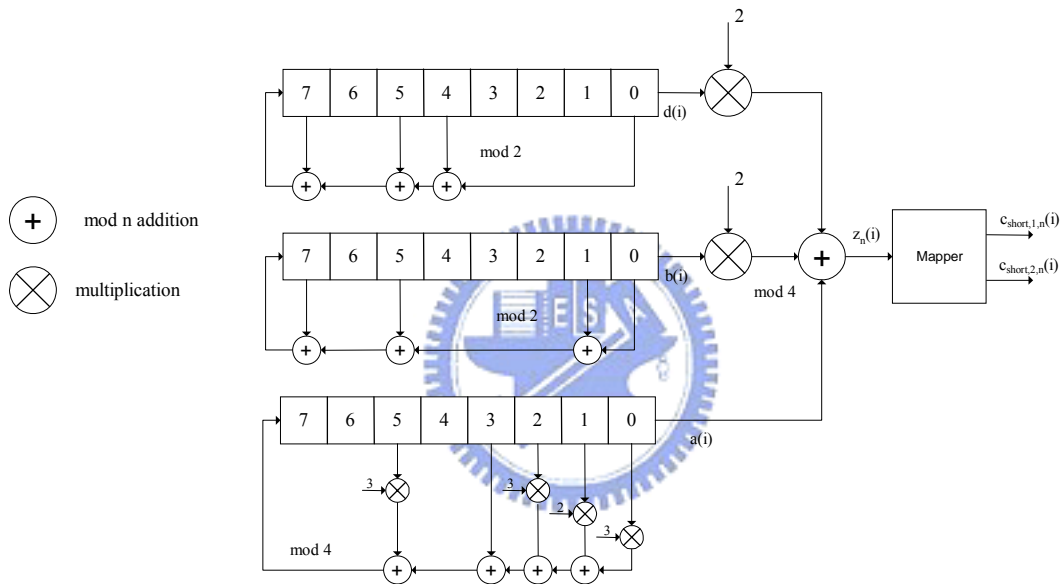 2
7 6 5 4 3 2 1 0
d(i)
mod 2
+ + +
+ mod n addition
multiplication
2
7 6 5 4 3 2 1 0
b(i)
mod 2
+ + +
+
mod 4
z_n(i)
Mapper
c_short,1,n(i)
c_short,2,n(i)
ESA
7 6 5 4 3 2 1 0
a(i)
3
3
2
3
mod 4
+ + + +